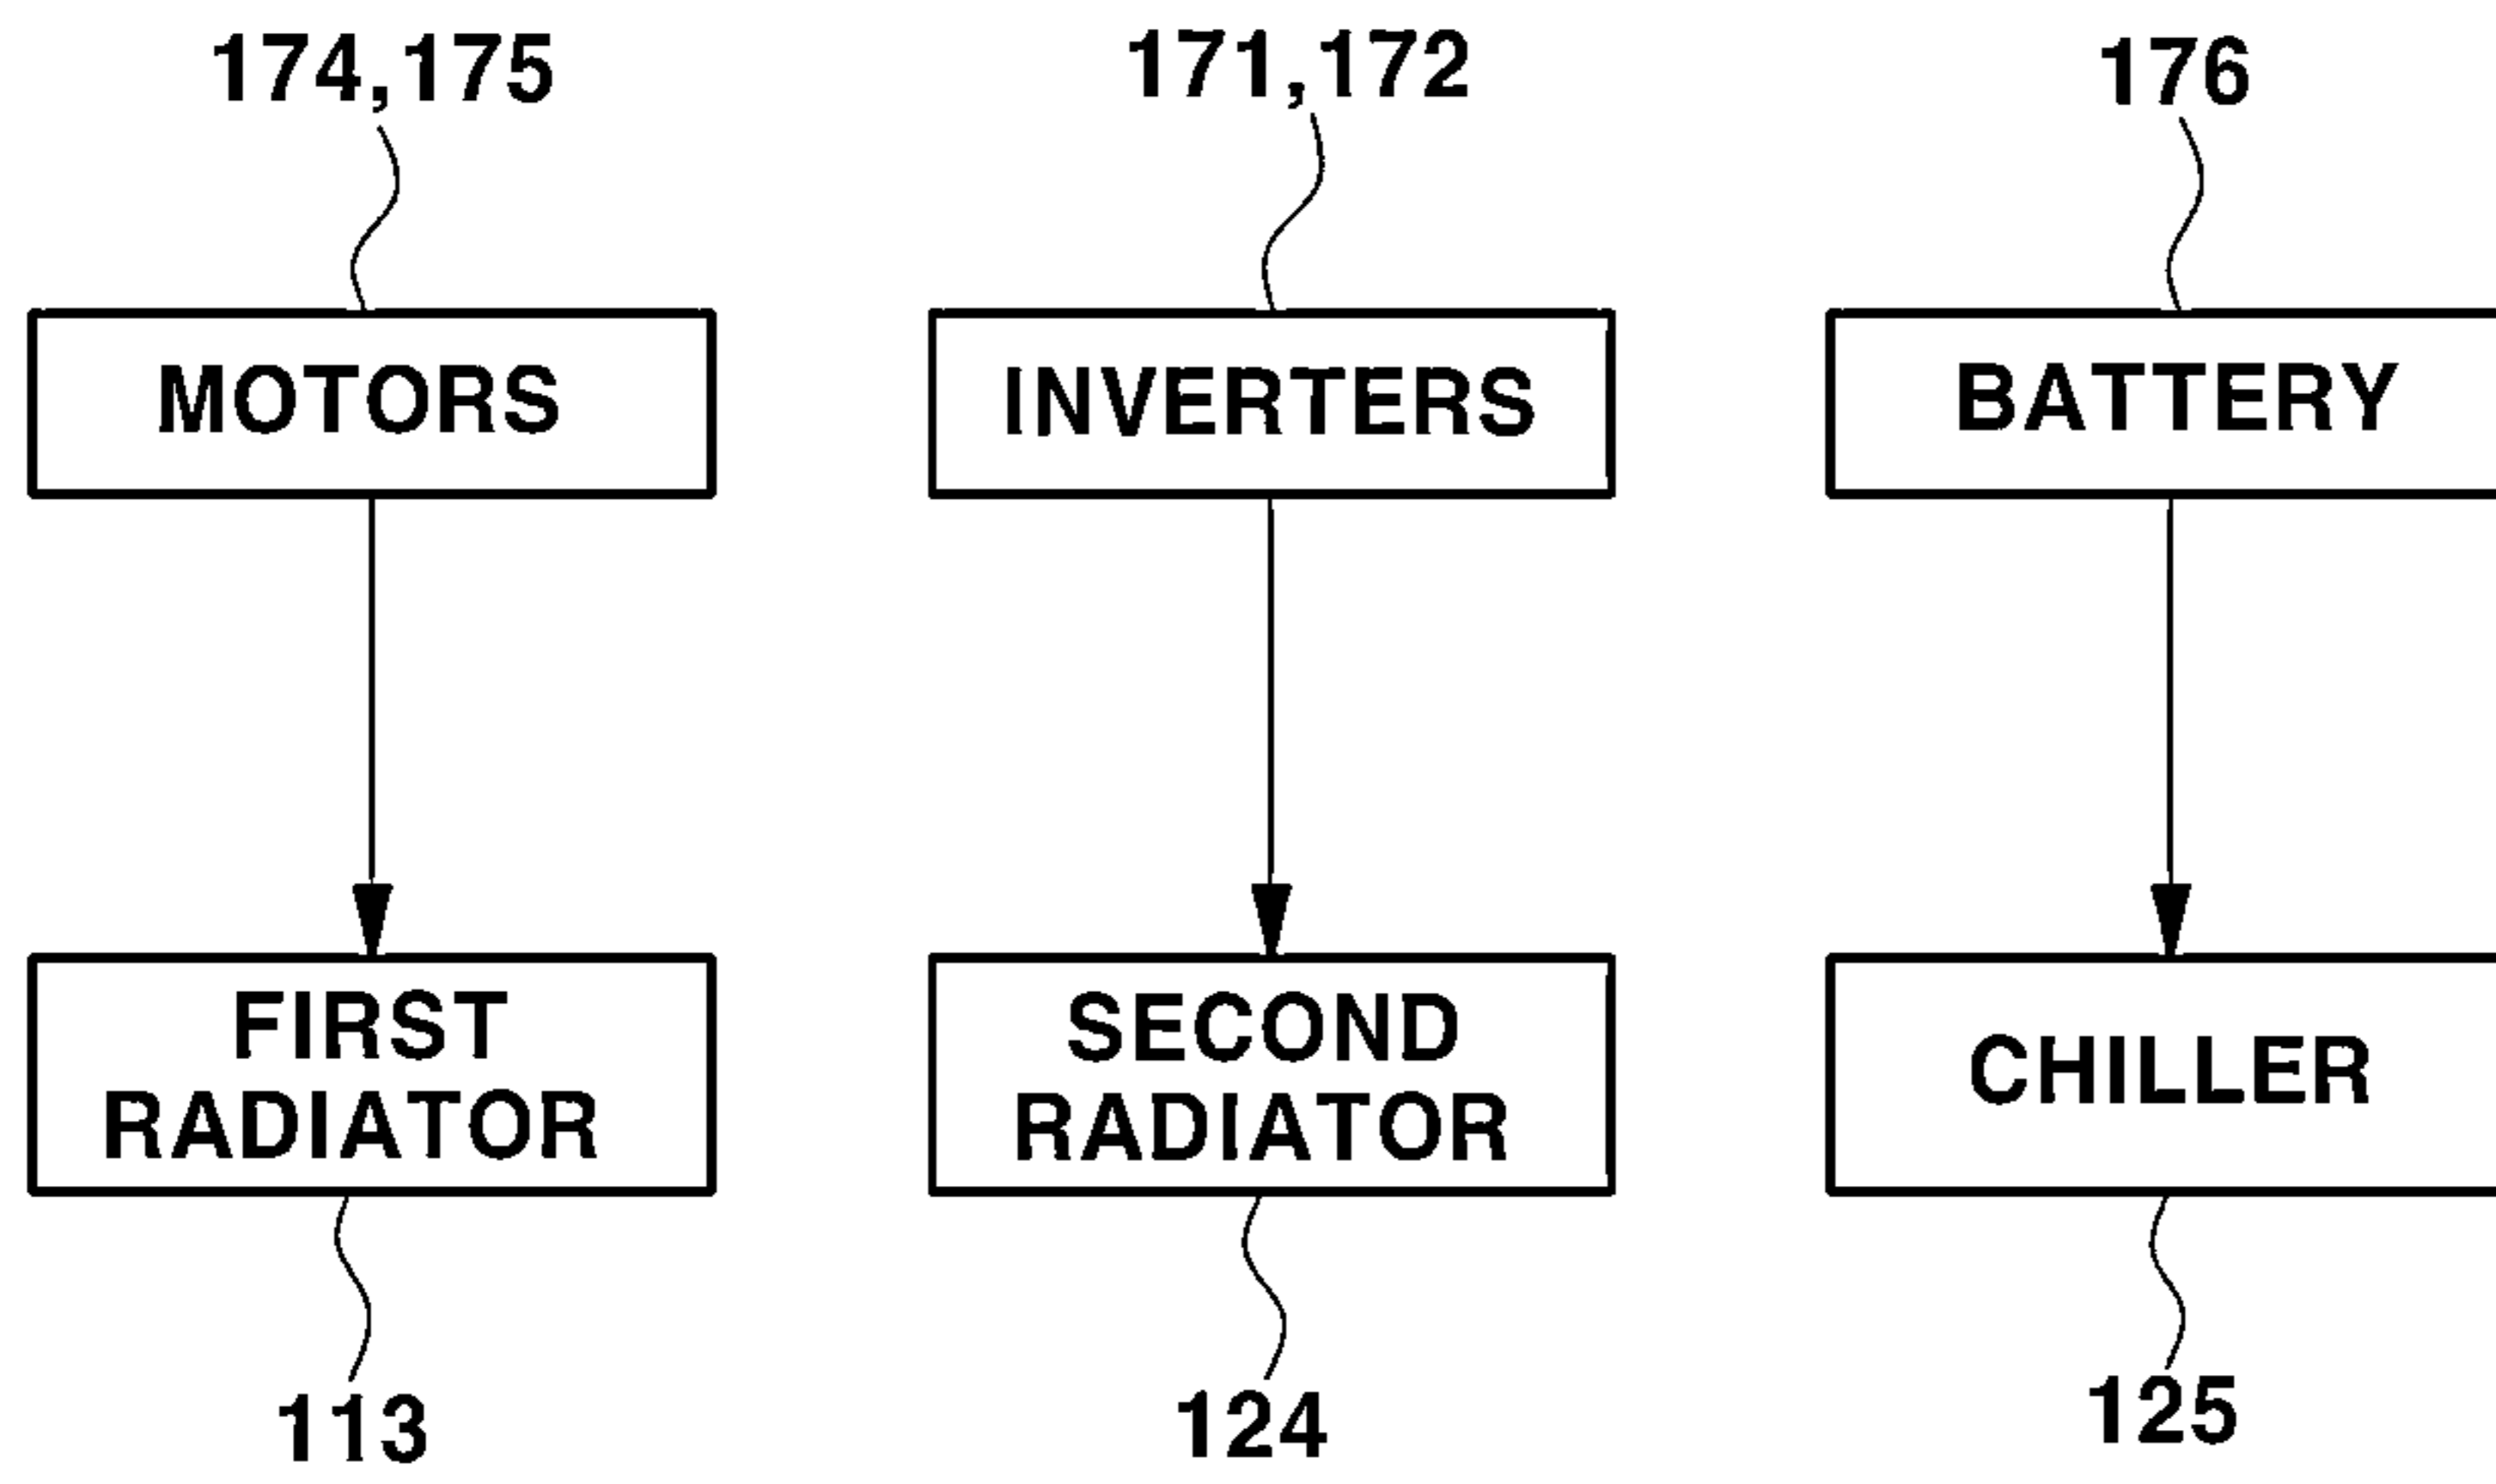 174,175
171,172
176
MOTORS
INVERTERS
BATTERY
FIRST
RADIATOR
SECOND
RADIATOR
CHILLER
113
124
125